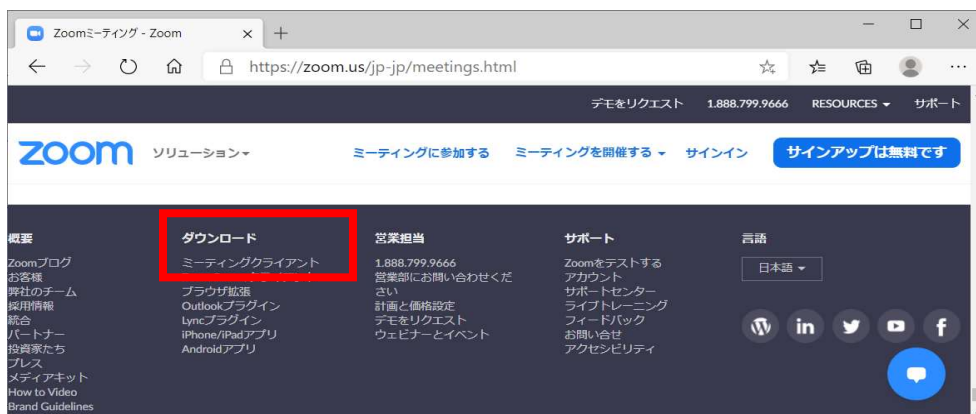 Zoomミーティング - Zoom
https://zoom.us/jp-jp/meetings.html
デモをリクエスト 1.888.799.9666 RESOURCES サポート
zoom ソリューション ミーティングに参加する ミーティングを開催する サインイン サインアップは無料です
概要
Zoomブログ
お客様
弊社のチーム
採用情報
統合
パートナー
投資家たち
プレス
メディアキット
How to Video
Brand Guidelines
ダウンロード
ミーティングクライアント
ブラウザ拡張
Outlookプラグイン
Lyncプラグイン
iPhone/iPadアプリ
Androidアプリ
営業担当
1.888.799.9666
営業部にお問い合わせくだ
さい
計画と価格設定
デモをリクエスト
ウェビナーとイベント
サポート
Zoomをテストする
アカウント
サポートセンター
ライブトレーニング
フィードバック
お問い合せ
アクセシビリティ
言語
日本語
in
f